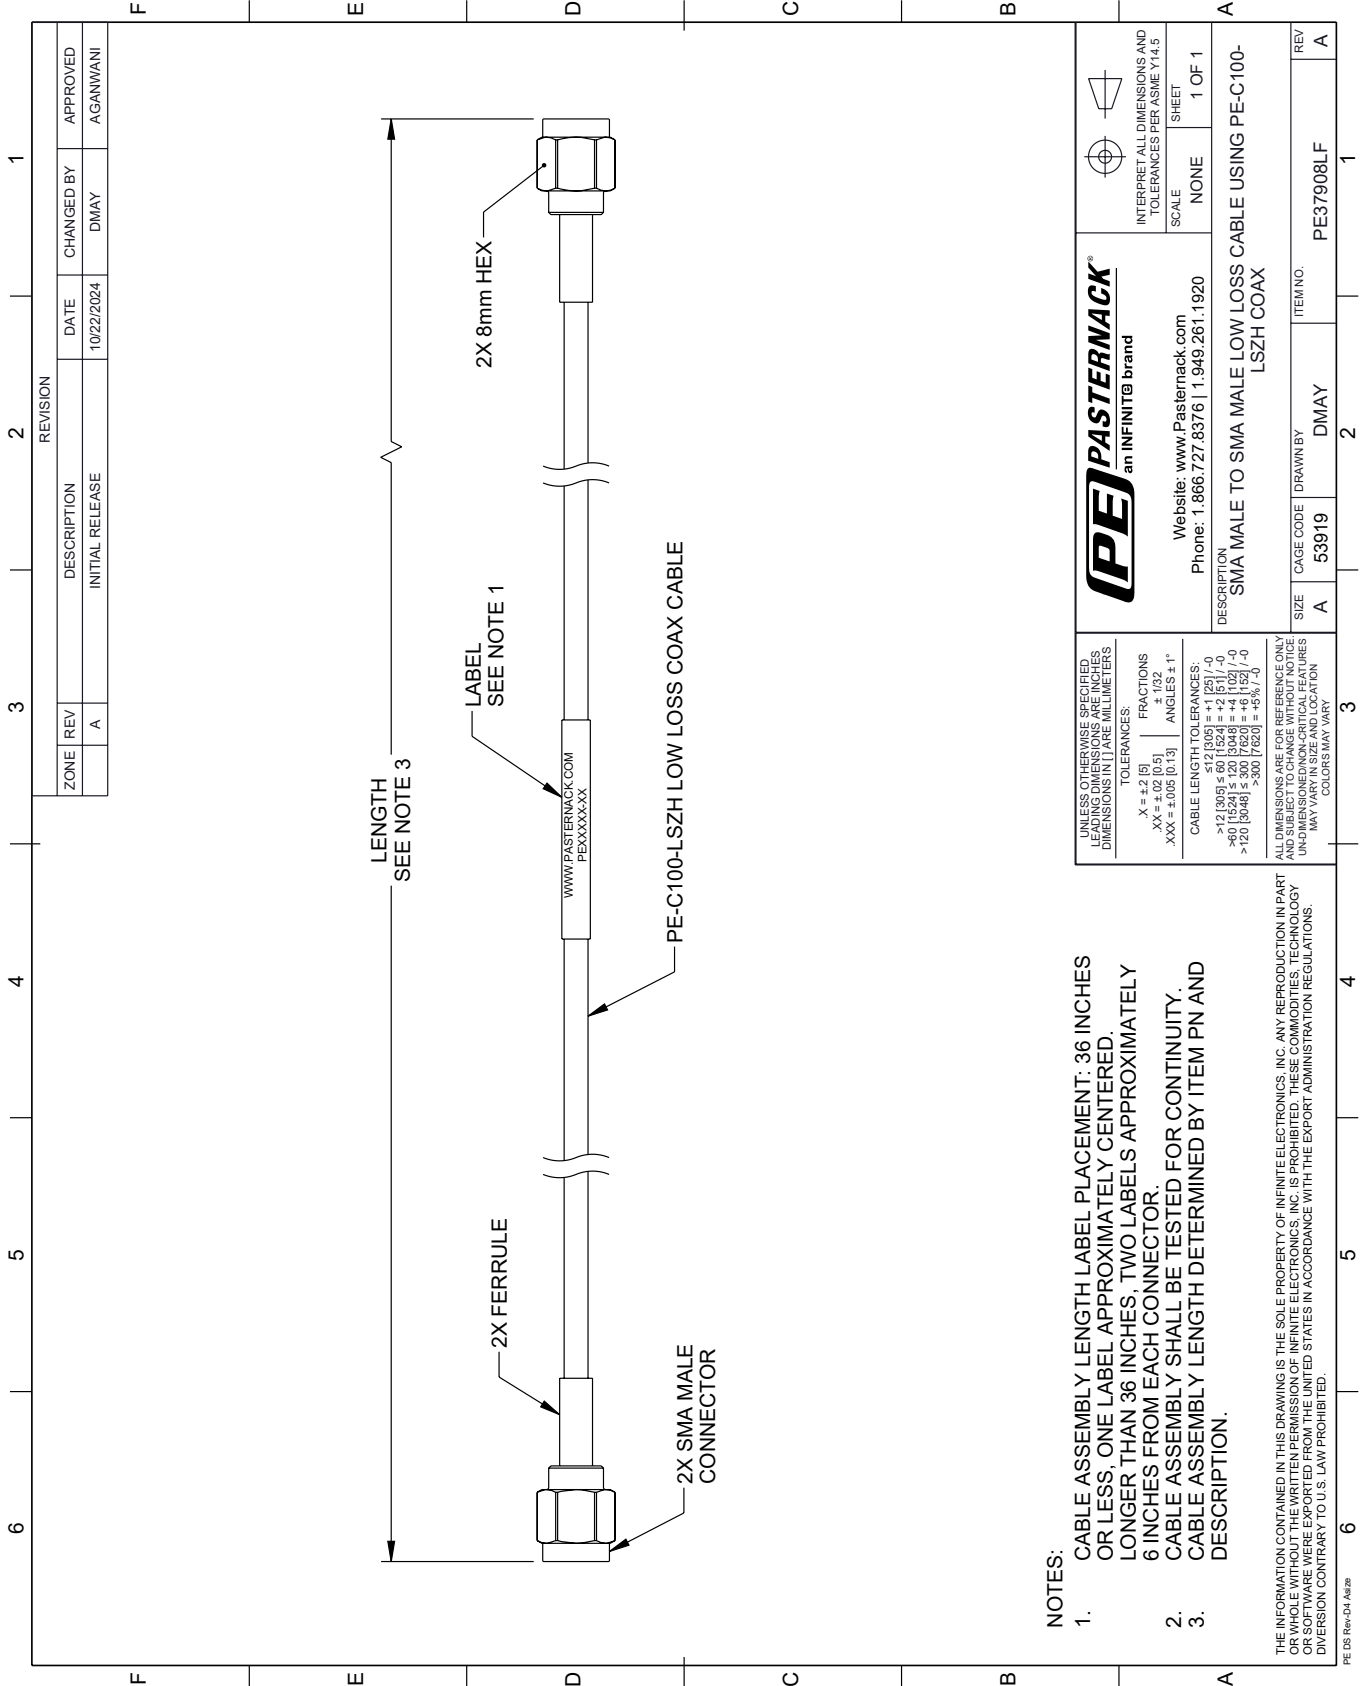 6
5
4
3
2
1
F
E
D
C
B
A
REVISION
ZONE REV DESCRIPTION DATE CHANGED BY APPROVED
A INITIAL RELEASE 10/22/2024 DMAY AGANWANI
LENGTH
SEE NOTE 3
2X FERRULE
LABEL
SEE NOTE 1
2X 8mm HEX
WWW.PASTERNACK.COM
PEXXXXX-XX
2X SMA MALE
CONNECTOR
PE-C100-LSZH LOW LOSS COAX CABLE
NOTES:
1. CABLE ASSEMBLY LENGTH LABEL PLACEMENT: 36 INCHES
OR LESS, ONE LABEL APPROXIMATELY CENTERED.
LONGER THAN 36 INCHES, TWO LABELS APPROXIMATELY
6 INCHES FROM EACH CONNECTOR.
2. CABLE ASSEMBLY SHALL BE TESTED FOR CONTINUITY.
3. CABLE ASSEMBLY LENGTH DETERMINED BY ITEM PN AND
DESCRIPTION.
THE INFORMATION CONTAINED IN THIS DRAWING IS THE SOLE PROPERTY OF INFINITE ELECTRONICS, INC. ANY REPRODUCTION IN PART
OR WHOLE WITHOUT THE WRITTEN PERMISSION OF INFINITE ELECTRONICS, INC. IS PROHIBITED. THESE COMMODITIES, TECHNOLOGY
OR SOFTWARE WERE EXPORTED FROM THE UNITED STATES IN ACCORDANCE WITH THE EXPORT ADMINISTRATION REGULATIONS.
DIVERSION CONTRARY TO U.S. LAW PROHIBITED.
UNLESS OTHERWISE SPECIFIED
LEADING DIMENSIONS ARE INCHES
DIMENSIONS IN [ ] ARE MILLIMETERS
TOLERANCES:
.X = ±.2 [5]
.XX = ±.02 [0.5]
.XXX = ±.005 [0.13]
FRACTIONS
± 1/32
ANGLES ± 1°
CABLE LENGTH TOLERANCES:
≤12 [305] = +1 [25] / -0
>12 [305] ≤ 60 [1524] = +2 [51] / -0
>60 [1524] ≤ 120 [3048] = +4 [102] / -0
>120 [3048] ≤ 300 [7620] = +6 [152] / -0
>300 [7620] = +5% / -0
ALL DIMENSIONS ARE FOR REFERENCE ONLY
AND SUBJECT TO CHANGE WITHOUT NOTICE.
UN-DIMENSIONED/NON-CRITICAL FEATURES
MAY VARY IN SIZE AND LOCATION
COLORS MAY VARY
PE PASTERNACK®
an INFINIT@ brand
Website: www.Pasternack.com
Phone: 1.866.727.8376 | 1.949.261.1920
INTERPRET ALL DIMENSIONS AND
TOLERANCES PER ASME Y14.5
SCALE
NONE
SHEET
1 OF 1
DESCRIPTION
SMA MALE TO SMA MALE LOW LOSS CABLE USING PE-C100-
LSZH COAX
SIZE
A
CAGE CODE
53919
DRAWN BY
DMAY
ITEM NO.
PE37908LF
REV
A
F
E
D
C
B
A
6
5
4
3
2
1
PE DS Rev-D4 Asize